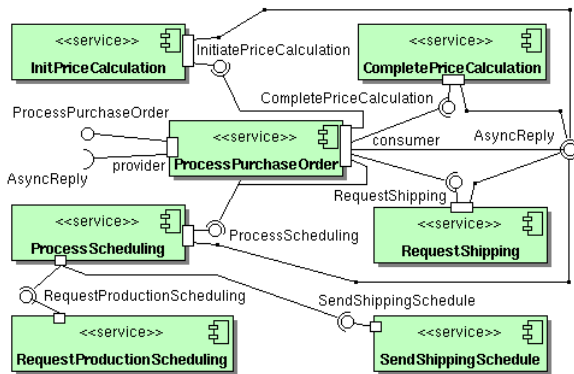 <<service>>
InitPriceCalculation
InitiatePriceCalculation
<<service>>
CompletePriceCalculation
CompletePriceCalculation
ProcessPurchaseOrder
<<service>>
ProcessPurchaseOrder
consumer
AsyncReply
provider
AsyncReply
RequestShipping
<<service>>
ProcessScheduling
ProcessScheduling
<<service>>
RequestShipping
RequestProductionScheduling
SendShippingSchedule
<<service>>
RequestProductionScheduling
<<service>>
SendShippingSchedule